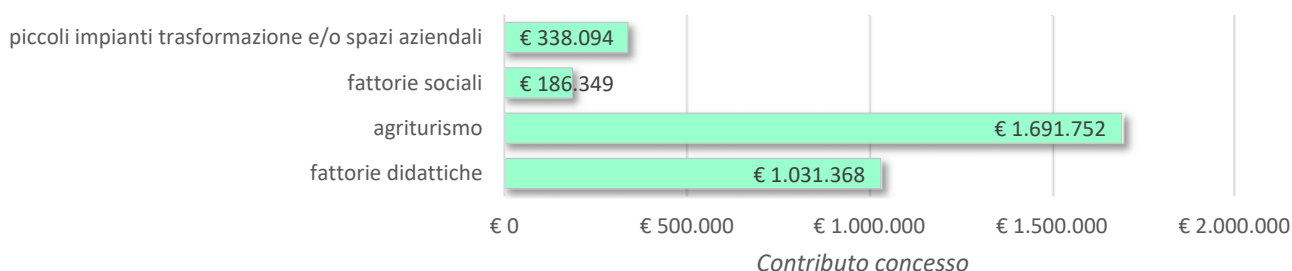 piccoli impianti trasformazione e/o spazi aziendali € 338.094
fattorie sociali € 186.349
agriturismo € 1.691.752
fattorie didattiche € 1.031.368
€ 0 € 500.000 € 1.000.000 € 1.500.000 € 2.000.000
Contributo concesso